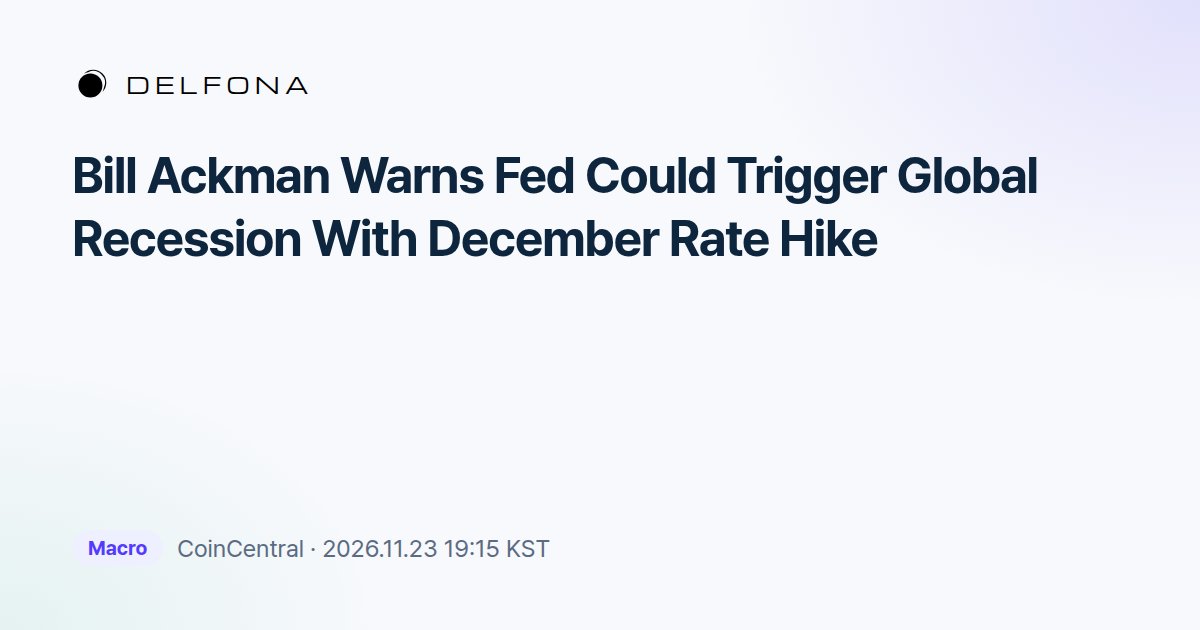 DELFONA
Bill Ackman Warns Fed Could Trigger Global
Recession With December Rate Hike
Macro CoinCentral · 2026.11.23 19:15 KST